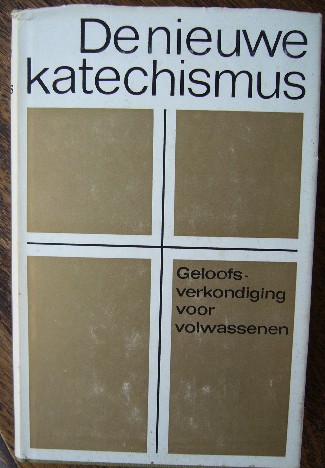 De nieuwe
katechismus
Geloofs-
verkondiging
voor
volwassenen